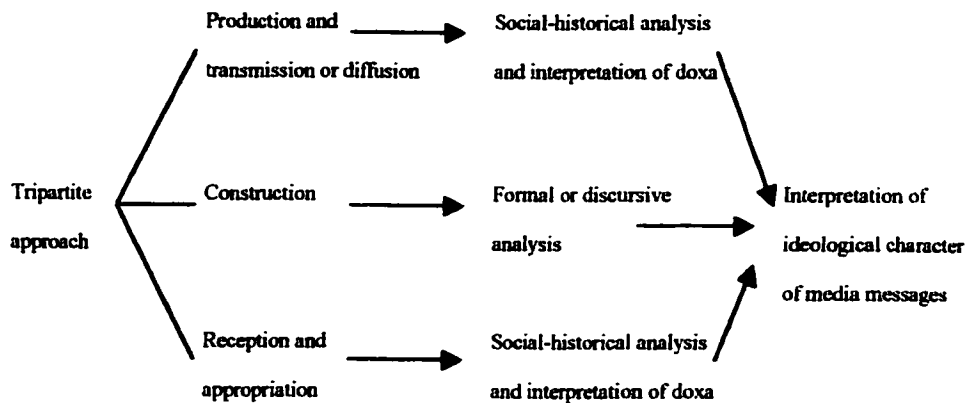 Production and
transmission or diffusion
Social-historical analysis
and interpretation of doxa
Tripartite
approach
Construction
Formal or discursive
analysis
Interpretation of
ideological character
of media messages
Reception and
appropriation
Social-historical analysis
and interpretation of doxa